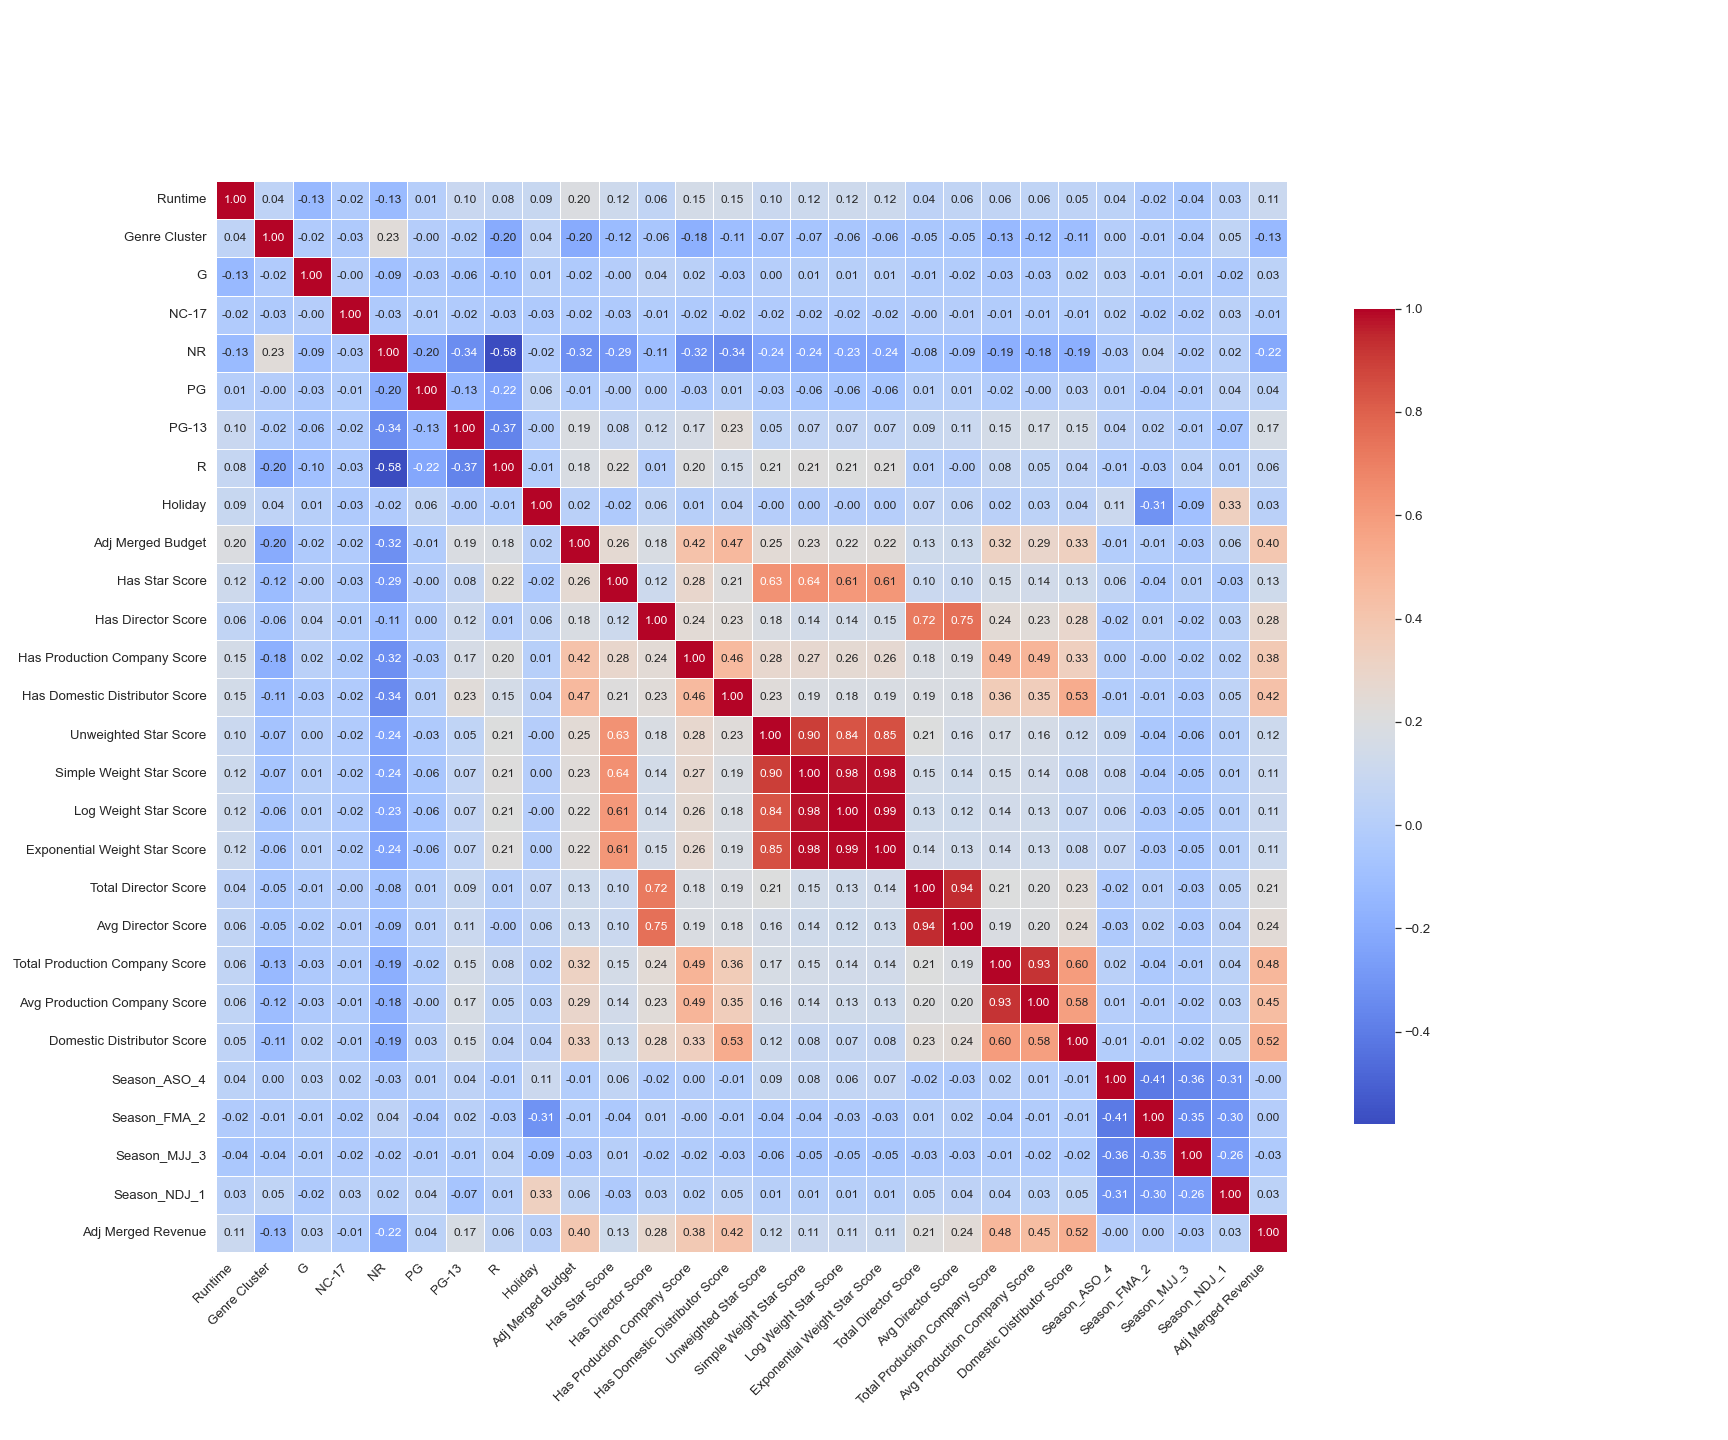 Runtime 1.00 0.04 -0.13 -0.02 -0.13 0.01 0.10 0.08 0.09 0.20 0.12 0.06 0.15 0.15 0.10 0.12 0.12 0.12 0.04 0.06 0.06 0.06 0.05 0.04 -0.02 -0.04 0.03 0.11
Genre Cluster 0.04 1.00 -0.02 -0.03 0.23 -0.00 -0.02 -0.20 0.04 -0.20 -0.12 -0.06 -0.18 -0.11 -0.07 -0.07 -0.06 -0.06 -0.05 -0.05 -0.13 -0.12 -0.11 0.00 -0.01 -0.04 0.05 -0.13
G -0.13 -0.02 1.00 -0.00 -0.09 -0.03 -0.06 -0.10 0.01 -0.02 -0.00 0.04 0.02 -0.03 0.00 0.01 0.01 0.01 -0.01 -0.02 -0.03 -0.03 0.02 0.03 -0.01 -0.01 -0.02 0.03
NC-17 -0.02 -0.03 -0.00 1.00 -0.03 -0.01 -0.02 -0.03 -0.03 -0.02 -0.03 -0.01 -0.02 -0.02 -0.02 -0.02 -0.02 -0.02 -0.00 -0.01 -0.01 -0.01 -0.01 0.02 -0.02 -0.02 0.03 -0.01
NR -0.13 0.23 -0.09 -0.03 1.00 -0.20 -0.34 -0.58 -0.02 -0.32 -0.29 -0.11 -0.32 -0.34 -0.24 -0.24 -0.23 -0.24 -0.08 -0.09 -0.19 -0.18 -0.19 -0.03 0.04 -0.02 0.02 -0.22
PG 0.01 -0.00 -0.03 -0.01 -0.20 1.00 -0.13 -0.22 0.06 -0.01 -0.00 0.00 -0.03 0.01 -0.03 -0.06 -0.06 -0.06 0.01 0.01 -0.02 -0.00 0.03 0.01 -0.04 -0.01 0.04 0.04
PG-13 0.10 -0.02 -0.06 -0.02 -0.34 -0.13 1.00 -0.37 -0.00 0.19 0.08 0.12 0.17 0.23 0.05 0.07 0.07 0.07 0.09 0.11 0.15 0.17 0.15 0.04 0.02 -0.01 -0.07 0.17
R 0.08 -0.20 -0.10 -0.03 -0.58 -0.22 -0.37 1.00 -0.01 0.18 0.22 0.01 0.20 0.15 0.21 0.21 0.21 0.21 0.01 -0.00 0.08 0.05 0.04 -0.01 -0.03 0.04 0.01 0.06
Holiday 0.09 0.04 0.01 -0.03 -0.02 0.06 -0.00 -0.01 1.00 0.02 -0.02 0.06 0.01 0.04 -0.00 0.00 -0.00 0.00 0.07 0.06 0.02 0.03 0.04 0.11 -0.31 -0.09 0.33 0.03
Adj Merged Budget 0.20 -0.20 -0.02 -0.02 -0.32 -0.01 0.19 0.18 0.02 1.00 0.26 0.18 0.42 0.47 0.25 0.23 0.22 0.22 0.13 0.13 0.32 0.29 0.33 -0.01 -0.01 -0.03 0.06 0.40
Has Star Score 0.12 -0.12 -0.00 -0.03 -0.29 -0.00 0.08 0.22 -0.02 0.26 1.00 0.12 0.28 0.21 0.63 0.64 0.61 0.61 0.10 0.10 0.15 0.14 0.13 0.06 -0.04 0.01 -0.03 0.13
Has Director Score 0.06 -0.06 0.04 -0.01 -0.11 0.00 0.12 0.01 0.06 0.18 0.12 1.00 0.24 0.23 0.18 0.14 0.14 0.15 0.72 0.75 0.24 0.23 0.28 -0.02 0.01 -0.02 0.03 0.28
Has Production Company Score 0.15 -0.18 0.02 -0.02 -0.32 -0.03 0.17 0.20 0.01 0.42 0.28 0.24 1.00 0.46 0.28 0.27 0.26 0.26 0.18 0.19 0.49 0.49 0.33 0.00 -0.00 -0.02 0.02 0.38
Has Domestic Distributor Score 0.15 -0.11 -0.03 -0.02 -0.34 0.01 0.23 0.15 0.04 0.47 0.21 0.23 0.46 1.00 0.23 0.19 0.18 0.19 0.19 0.18 0.36 0.35 0.53 -0.01 -0.01 -0.03 0.05 0.42
Unweighted Star Score 0.10 -0.07 0.00 -0.02 -0.24 -0.03 0.05 0.21 -0.00 0.25 0.63 0.18 0.28 0.23 1.00 0.90 0.84 0.85 0.21 0.16 0.17 0.16 0.12 0.09 -0.04 -0.06 0.01 0.12
Simple Weight Star Score 0.12 -0.07 0.01 -0.02 -0.24 -0.06 0.07 0.21 0.00 0.23 0.64 0.14 0.27 0.19 0.90 1.00 0.98 0.98 0.15 0.14 0.15 0.14 0.08 0.08 -0.04 -0.05 0.01 0.11
Log Weight Star Score 0.12 -0.06 0.01 -0.02 -0.23 -0.06 0.07 0.21 -0.00 0.22 0.61 0.14 0.26 0.18 0.84 0.98 1.00 0.99 0.13 0.12 0.14 0.13 0.07 0.06 -0.03 -0.05 0.01 0.11
Exponential Weight Star Score 0.12 -0.06 0.01 -0.02 -0.24 -0.06 0.07 0.21 0.00 0.22 0.61 0.15 0.26 0.19 0.85 0.98 0.99 1.00 0.14 0.13 0.14 0.13 0.08 0.07 -0.03 -0.05 0.01 0.11
Total Director Score 0.04 -0.05 -0.01 -0.00 -0.08 0.01 0.09 0.01 0.07 0.13 0.10 0.72 0.18 0.19 0.21 0.15 0.13 0.14 1.00 0.94 0.21 0.20 0.23 -0.02 0.01 -0.03 0.05 0.21
Avg Director Score 0.06 -0.05 -0.02 -0.01 -0.09 0.01 0.11 -0.00 0.06 0.13 0.10 0.75 0.19 0.18 0.16 0.14 0.12 0.13 0.94 1.00 0.19 0.20 0.24 -0.03 0.02 -0.03 0.04 0.24
Total Production Company Score 0.06 -0.13 -0.03 -0.01 -0.19 -0.02 0.15 0.08 0.02 0.32 0.15 0.24 0.49 0.36 0.17 0.15 0.14 0.14 0.21 0.19 1.00 0.93 0.60 0.02 -0.04 -0.01 0.04 0.48
Avg Production Company Score 0.06 -0.12 -0.03 -0.01 -0.18 -0.00 0.17 0.05 0.03 0.29 0.14 0.23 0.49 0.35 0.16 0.14 0.13 0.13 0.20 0.20 0.93 1.00 0.58 0.01 -0.01 -0.02 0.03 0.45
Domestic Distributor Score 0.05 -0.11 0.02 -0.01 -0.19 0.03 0.15 0.04 0.04 0.33 0.13 0.28 0.33 0.53 0.12 0.08 0.07 0.08 0.23 0.24 0.60 0.58 1.00 -0.01 -0.01 -0.02 0.05 0.52
Season_ASO_4 0.04 0.00 0.03 0.02 -0.03 0.01 0.04 -0.01 0.11 -0.01 0.06 -0.02 0.00 -0.01 0.09 0.08 0.06 0.07 -0.02 -0.03 0.02 0.01 -0.01 1.00 -0.41 -0.36 -0.31 -0.00
Season_FMA_2 -0.02 -0.01 -0.01 -0.02 0.04 -0.04 0.02 -0.03 -0.31 -0.01 -0.04 0.01 -0.00 -0.01 -0.04 -0.04 -0.03 -0.03 0.01 0.02 -0.04 -0.01 -0.01 -0.41 1.00 -0.35 -0.30 0.00
Season_MJJ_3 -0.04 -0.04 -0.01 -0.02 -0.02 -0.01 -0.01 0.04 -0.09 -0.03 0.01 -0.02 -0.02 -0.03 -0.06 -0.05 -0.05 -0.05 -0.03 -0.03 -0.01 -0.02 -0.02 -0.36 -0.35 1.00 -0.26 -0.03
Season_NDJ_1 0.03 0.05 -0.02 0.03 0.02 0.04 -0.07 0.01 0.33 0.06 -0.03 0.03 0.02 0.05 0.01 0.01 0.01 0.01 0.05 0.04 0.04 0.03 0.05 -0.31 -0.30 -0.26 1.00 0.03
Adj Merged Revenue 0.11 -0.13 0.03 -0.01 -0.22 0.04 0.17 0.06 0.03 0.40 0.13 0.28 0.38 0.42 0.12 0.11 0.11 0.11 0.21 0.24 0.48 0.45 0.52 -0.00 0.00 -0.03 0.03 1.00
Runtime
Genre Cluster
G
NC-17
NR
PG
PG-13
R
Holiday
Adj Merged Budget
Has Star Score
Has Director Score
Has Production Company Score
Has Domestic Distributor Score
Unweighted Star Score
Simple Weight Star Score
Log Weight Star Score
Exponential Weight Star Score
Total Director Score
Avg Director Score
Total Production Company Score
Avg Production Company Score
Domestic Distributor Score
Season_ASO_4
Season_FMA_2
Season_MJJ_3
Season_NDJ_1
Adj Merged Revenue
1.0
0.8
0.6
0.4
0.2
0.0
−0.2
−0.4